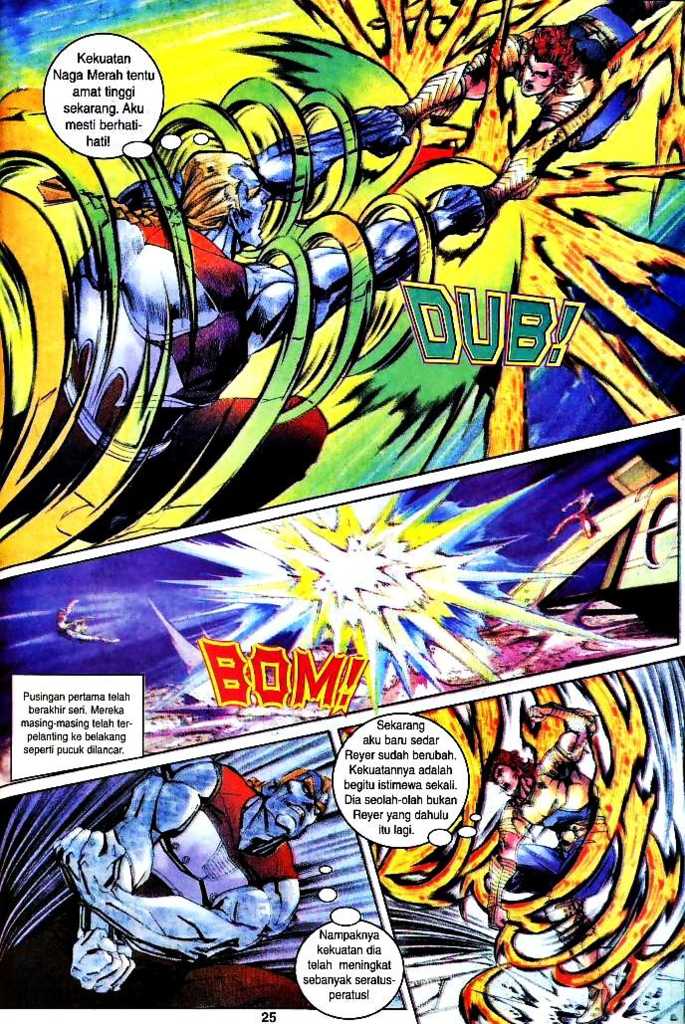 Kekuatan
Naga Merah tentu
amat tinggi
sekarang. Aku
mesti berhati-
hati!
DUB!
BOM!
Pusingan pertama telah
berakhir seri. Mereka
masing-masing telah ter-
pelanting ke belakang
seperti pucuk dilancar.
Sekarang
aku baru sedar
Reyer sudah berubah.
Kekuatannya adalah
begitu istimewa sekali.
Dia seolah-olah bukan
Reyer yang dahulu
itu lagi.
Nampaknya
kekuatan dia
telah meningkat
sebanyak seratus-
peratus!
25